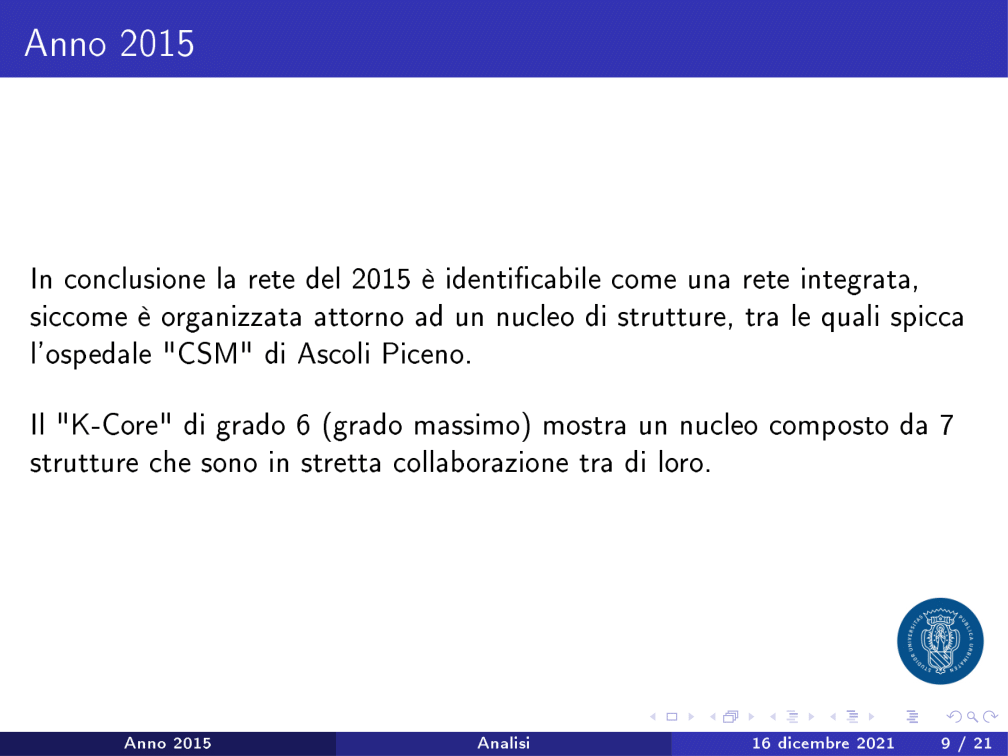 Anno 2015
In conclusione la rete del 2015 è identificabile come una rete integrata,
siccome è organizzata attorno ad un nucleo di strutture, tra le quali spicca
l'ospedale "CSM" di Ascoli Piceno.
Il "K-Core" di grado 6 (grado massimo) mostra un nucleo composto da 7
strutture che sono in stretta collaborazione tra di loro.
Anno 2015 Analisi 16 dicembre 2021 9 / 21